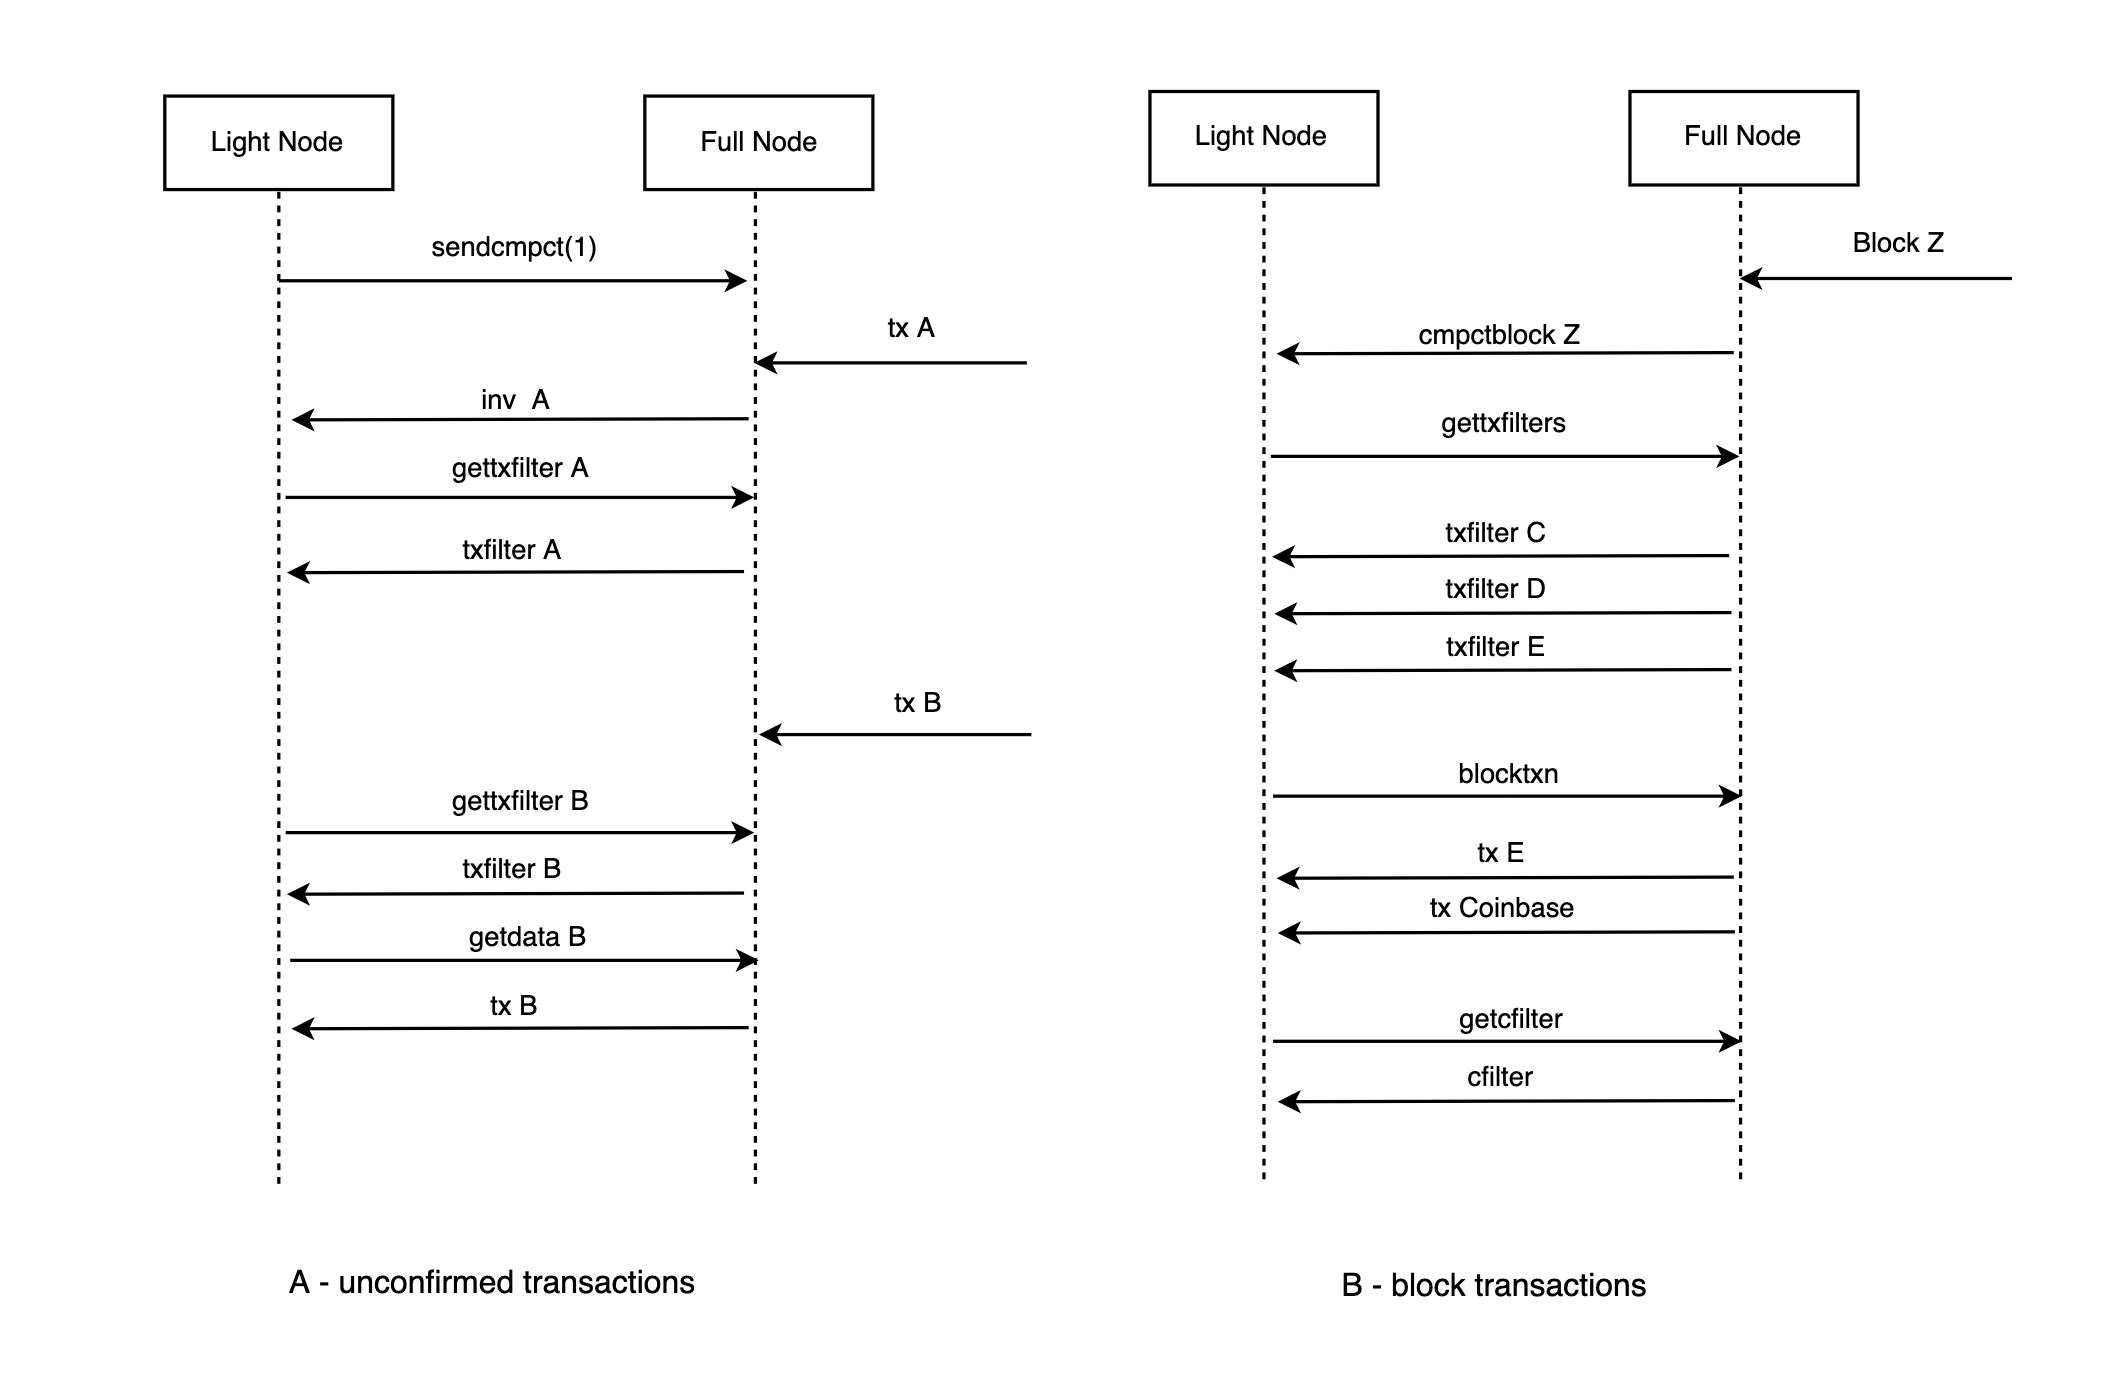 Light Node
Full Node
sendcmpct(1)
tx A
inv  A
gettxfilter A
txfilter A
tx B
gettxfilter B
txfilter B
getdata B
tx B
A - unconfirmed transactions
Light Node
Full Node
Block Z
cmpctblock Z
gettxfilters
txfilter C
txfilter D
txfilter E
blocktxn
tx E
tx Coinbase
getcfilter
cfilter
B - block transactions